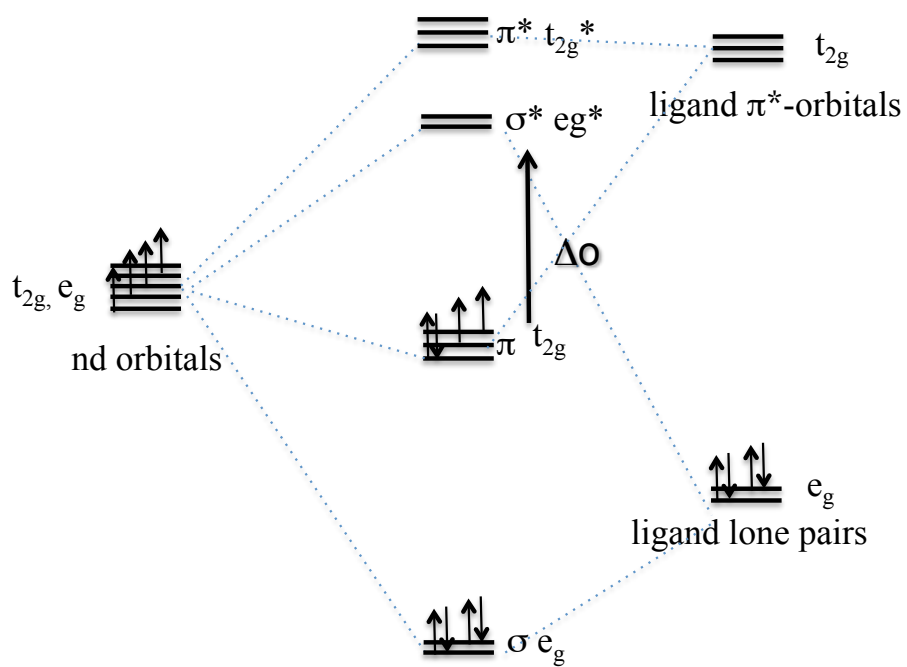 π* t₂g*
t₂g
ligand π*-orbitals
σ* eg*
Δo
t₂g, eg
π t₂g
nd orbitals
eg
ligand lone pairs
σ eg